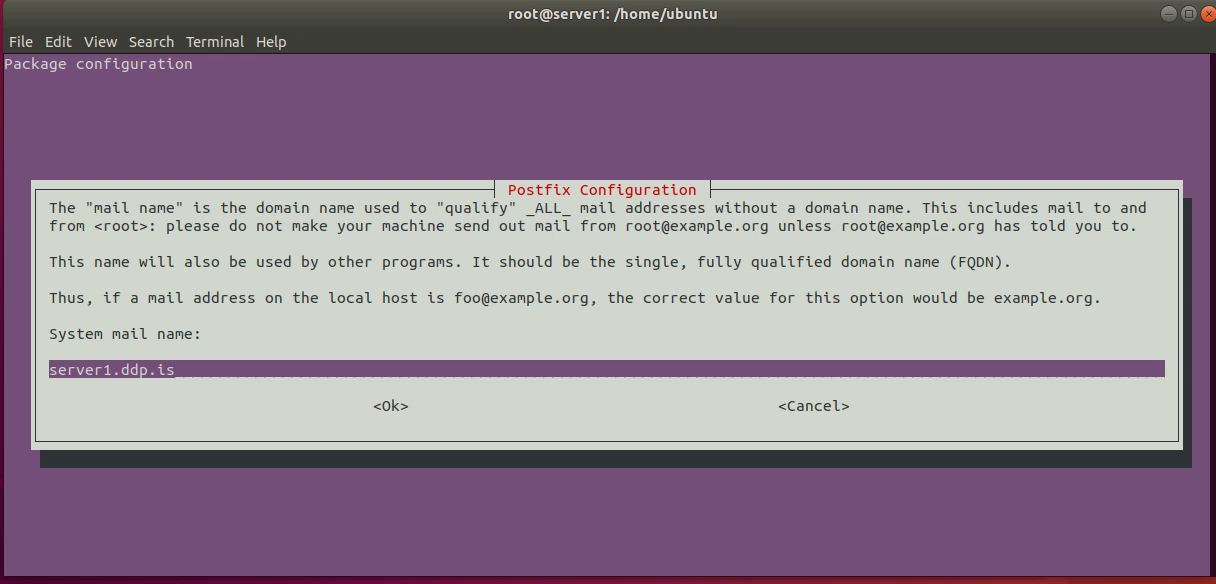 root@server1: /home/ubuntu
File Edit View Search Terminal Help
Package configuration
Postfix Configuration
The "mail name" is the domain name used to "qualify" _ALL_ mail addresses without a domain name. This includes mail to and
from <root>: please do not make your machine send out mail from root@example.org unless root@example.org has told you to.
This name will also be used by other programs. It should be the single, fully qualified domain name (FQDN).
Thus, if a mail address on the local host is foo@example.org, the correct value for this option would be example.org.
System mail name:
server1.ddp.is
<Ok> <Cancel>